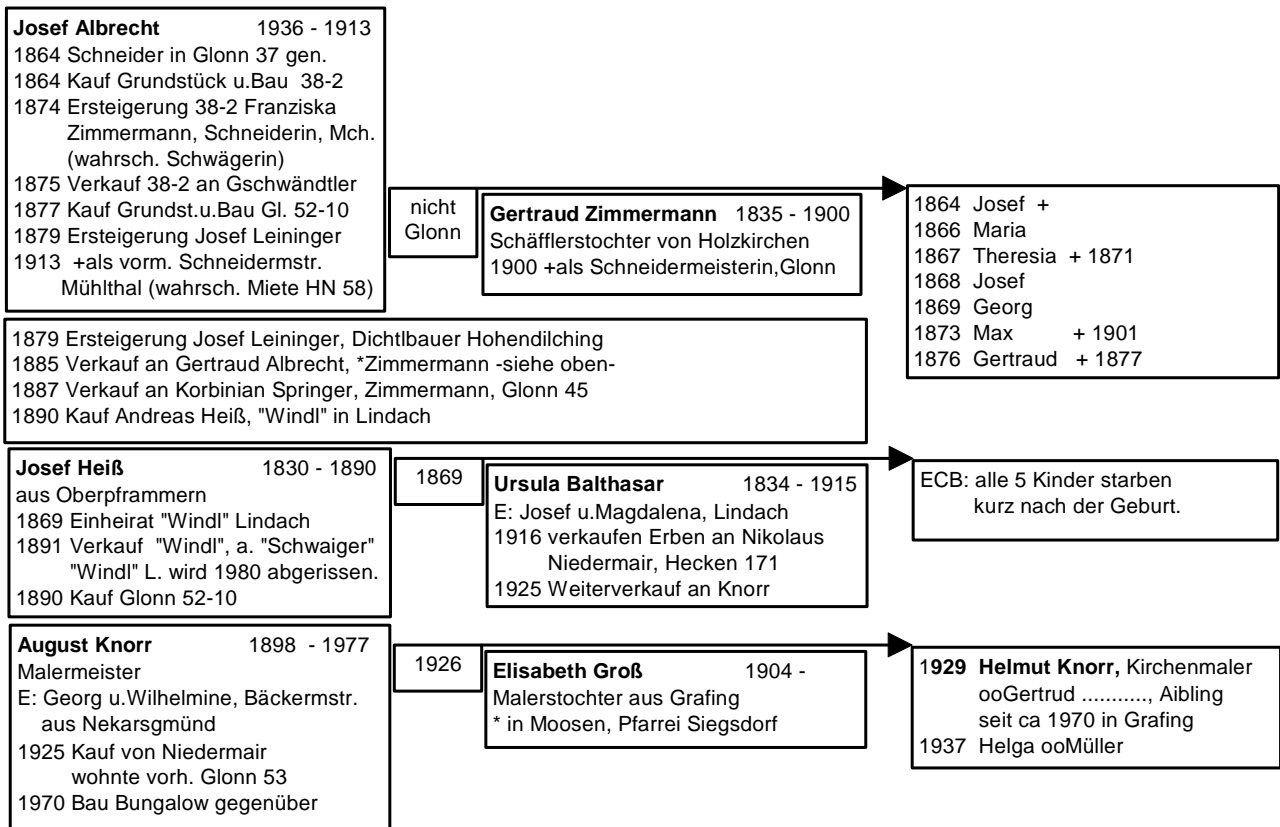 Josef Albrecht 1936 - 1913
1864 Schneider in Glonn 37 gen.
1864 Kauf Grundstück u.Bau 38-2
1874 Ersteigerung 38-2 Franziska
Zimmermann, Schneiderin, Mch.
(wahrsch. Schwägerin)
1875 Verkauf 38-2 an Gschwändtler
1877 Kauf Grundst.u.Bau Gl. 52-10
1879 Ersteigerung Josef Leininger
1913 +als vorm. Schneidermstr.
Mühlthal (wahrsch. Miete HN 58)
nicht
Glonn
Gertraud Zimmermann 1835 - 1900
Schäfflerstochter von Holzkirchen
1900 +als Schneidermeisterin,Glonn
1864 Josef +
1866 Maria
1867 Theresia + 1871
1868 Josef
1869 Georg
1873 Max + 1901
1876 Gertraud + 1877
1879 Ersteigerung Josef Leininger, Dichtlbauer Hohendilching
1885 Verkauf an Gertraud Albrecht, *Zimmermann -siehe oben-
1887 Verkauf an Korbinian Springer, Zimmermann, Glonn 45
1890 Kauf Andreas Heiß, "Windl" in Lindach
Josef Heiß 1830 - 1890
aus Oberpframmern
1869 Einheirat "Windl" Lindach
1891 Verkauf "Windl", a. "Schwaiger"
"Windl" L. wird 1980 abgerissen.
1890 Kauf Glonn 52-10
1869
Ursula Balthasar 1834 - 1915
E: Josef u.Magdalena, Lindach
1916 verkaufen Erben an Nikolaus
Niedermair, Hecken 171
1925 Weiterverkauf an Knorr
ECB: alle 5 Kinder starben
kurz nach der Geburt.
August Knorr 1898 - 1977
Malermeister
E: Georg u.Wilhelmine, Bäckermstr.
aus Nekarsgmünd
1925 Kauf von Niedermair
wohnte vorh. Glonn 53
1970 Bau Bungalow gegenüber
1926
Elisabeth Groß 1904 -
Malerstochter aus Grafing
* in Moosen, Pfarrei Siegsdorf
1929 Helmut Knorr, Kirchenmaler
ooGertrud ..........., Aibling
seit ca 1970 in Grafing
1937 Helga ooMüller